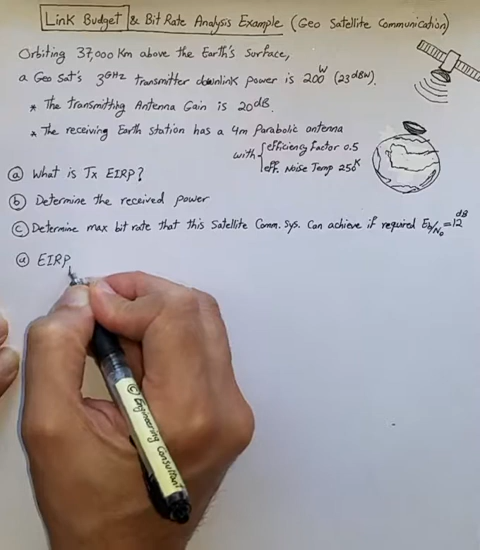 Link Budget & Bit Rate Analysis Example (Geo Satellite Communication)
Orbiting 37,000 Km above the Earth's Surface,
a Geo Sat's 3GHz transmitter downlink power is 200W (23dBW).
* The transmitting Antenna Gain is 20dB.
* The receiving Earth station has a 4m Parabolic antenna
with { efficiency Factor 0.5
eff. Noise Temp 250K
(a) What is Tx EIRP?
(b) Determine the received power
(c) Determine max bit rate that this Satellite Comm. Sys. Can achieve if required Eb/No = 12dB
(a) EIRP
© Engineering Consultant